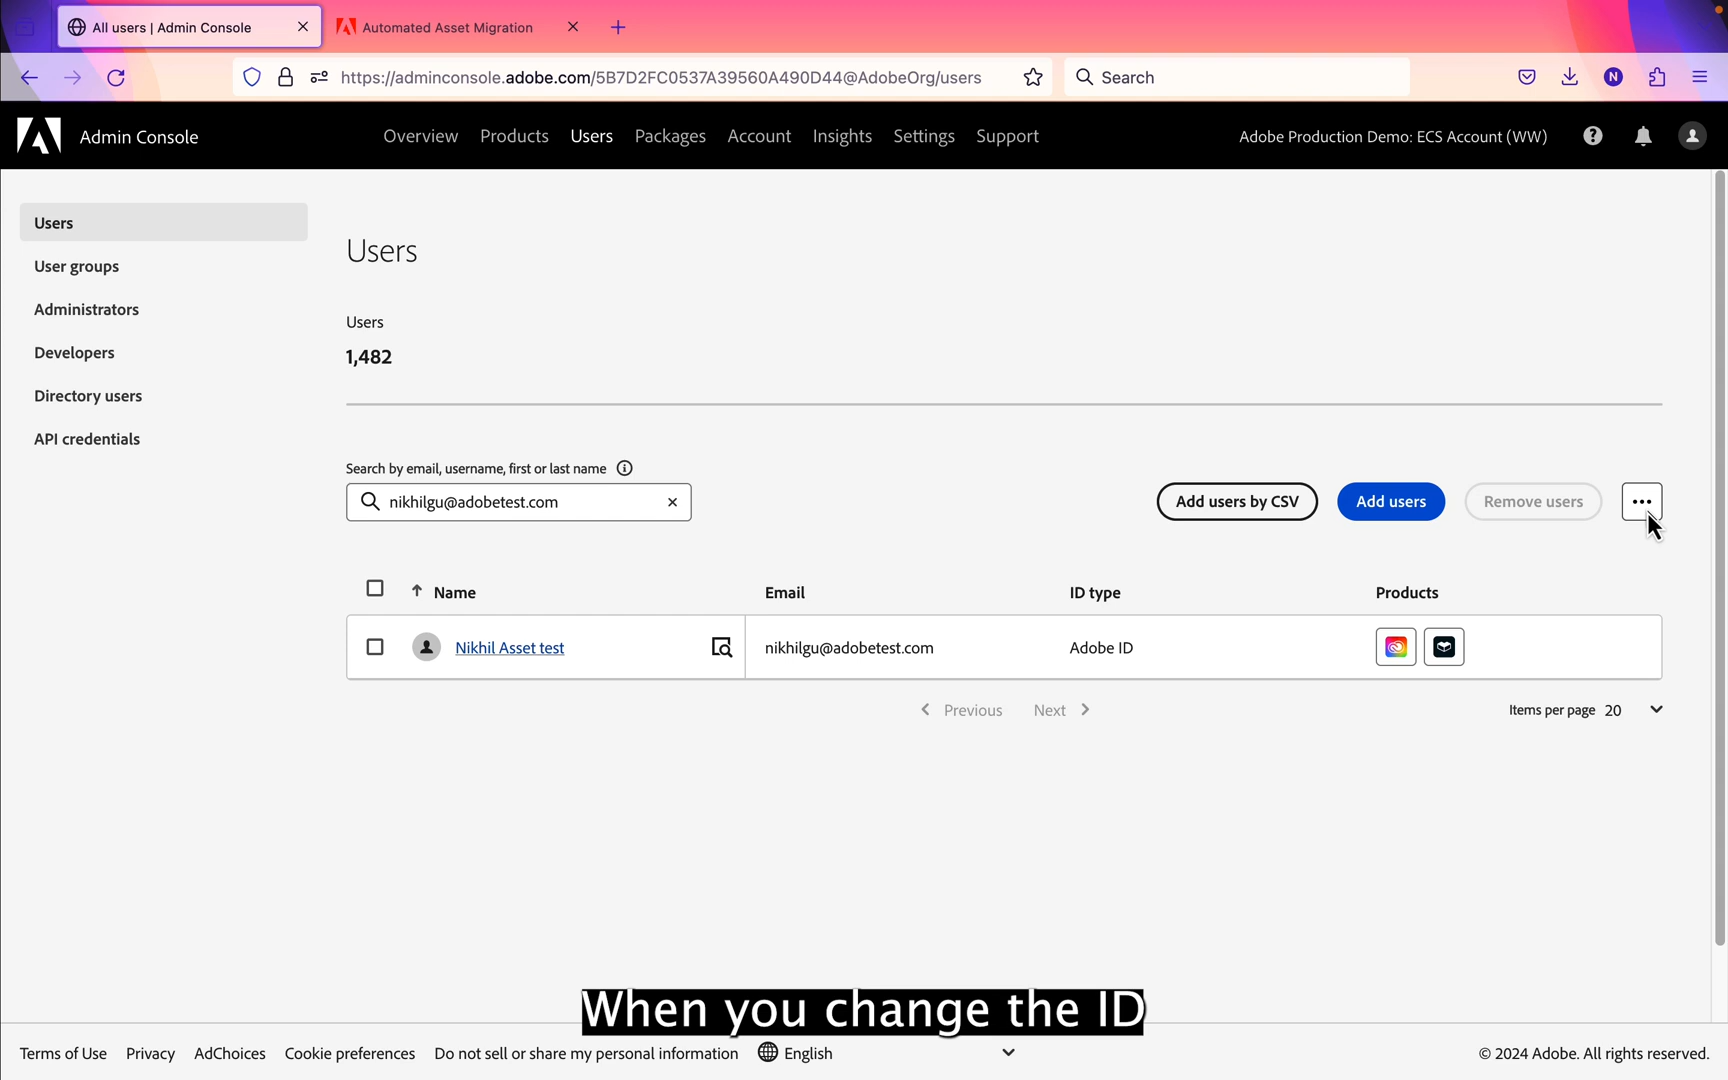 All users | Admin Console
Automated Asset Migration
https://adminconsole.adobe.com/5B7D2FC0537A39560A490D44@AdobeOrg/users
Search
N
Admin Console
Overview
Products
Users
Packages
Account
Insights
Settings
Support
Adobe Production Demo: ECS Account (WW)
Users
User groups
Administrators
Developers
Directory users
API credentials
Users
Users
1,482
Search by email, username, first or last name
nikhilgu@adobetest.com
Add users by CSV
Add users
Remove users
Name
Email
ID type
Products
Nikhil Asset test
nikhilgu@adobetest.com
Adobe ID
Previous
Next
Items per page 20
When you change the ID
Terms of Use
Privacy
AdChoices
Cookie preferences
Do not sell or share my personal information
English
© 2024 Adobe. All rights reserved.